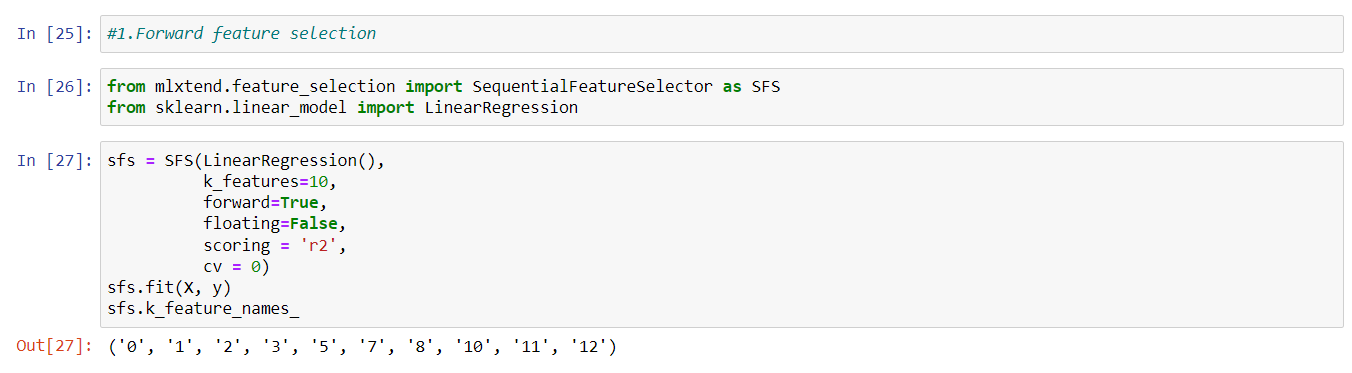 In [25]: #1.Forward feature selection
In [26]: from mlxtend.feature_selection import SequentialFeatureSelector as SFS
from sklearn.linear_model import LinearRegression
In [27]: sfs = SFS(LinearRegression(),
k_features=10,
forward=True,
floating=False,
scoring = 'r2',
cv = 0)
sfs.fit(X, y)
sfs.k_feature_names_
Out[27]: ('0', '1', '2', '3', '5', '7', '8', '10', '11', '12')